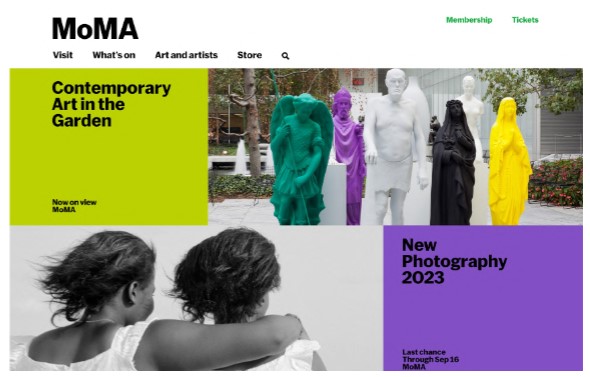 MoMA
Membership Tickets
Visit What's on Art and artists Store
Contemporary
Art in the
Garden
Now on view
MoMA
New
Photography
2023
Last chance
Through Sep 16
MoMA